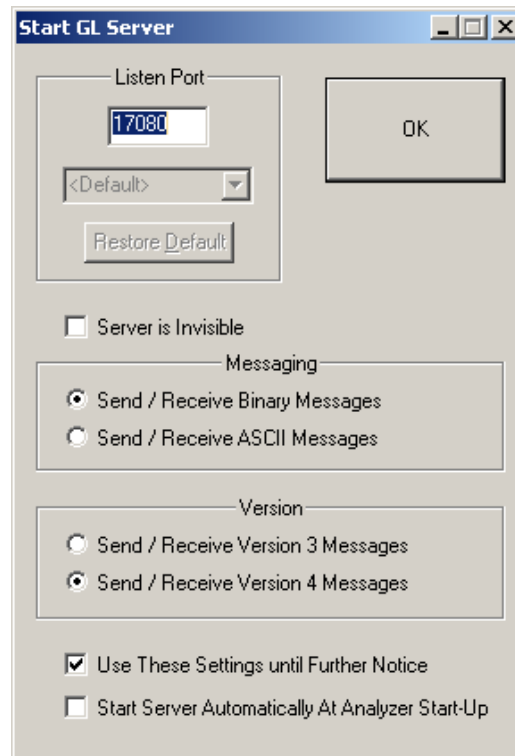 Start GL Server
Listen Port
17080
OK
<Default>
Restore Default
Server is Invisible
Messaging
Send / Receive Binary Messages
Send / Receive ASCII Messages
Version
Send / Receive Version 3 Messages
Send / Receive Version 4 Messages
Use These Settings until Further Notice
Start Server Automatically At Analyzer Start-Up